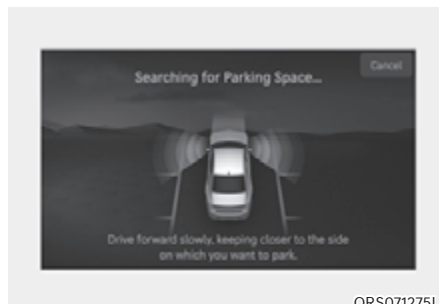 Cancel
Searching for Parking Space...
Drive forward slowly, keeping closer to the side
on which you want to park.